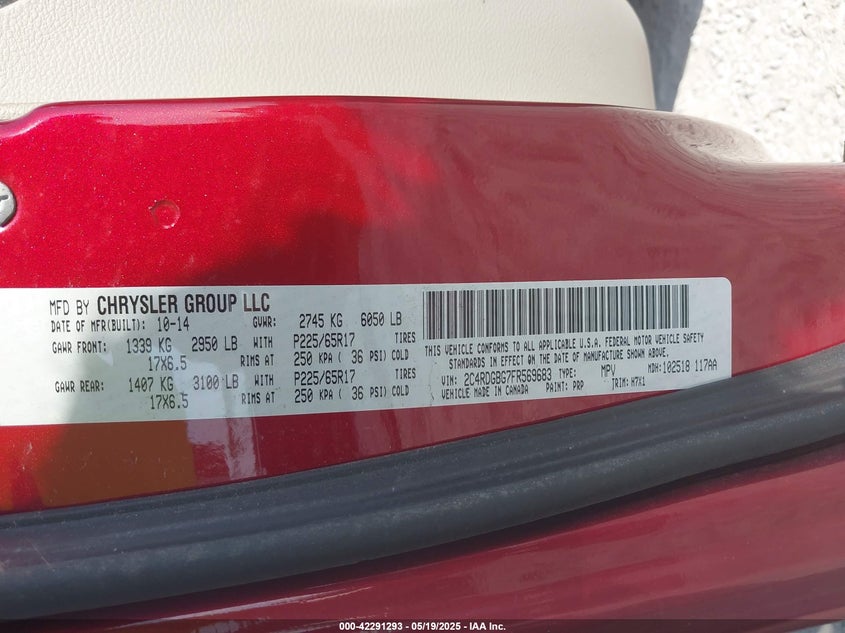 MFD BY CHRYSLER GROUP LLC
DATE OF MFR(BUILT): 10-14 GVWR: 2745 KG 6050 LB
GAWR FRONT: 1339 KG 2950 LB WITH P225/65R17 TIRES
17X6.5 RIMS AT 250 KPA ( 36 PSI) COLD
GAWR REAR: 1407 KG 3100 LB WITH P225/65R17 TIRES
17X6.5 RIMS AT 250 KPA ( 36 PSI) COLD
THIS VEHICLE CONFORMS TO ALL APPLICABLE U.S.A. FEDERAL MOTOR VEHICLE SAFETY
STANDARDS IN EFFECT ON THE DATE OF MANUFACTURE SHOWN ABOVE.
VIN: 2C4RDGBG7FR569683 TYPE: MPV MDH: 102518 117AA
VEHICLE MADE IN CANADA PAINT: PRP TRIM: H7X1
000-42291293 - 05/19/2025 - IAA Inc.